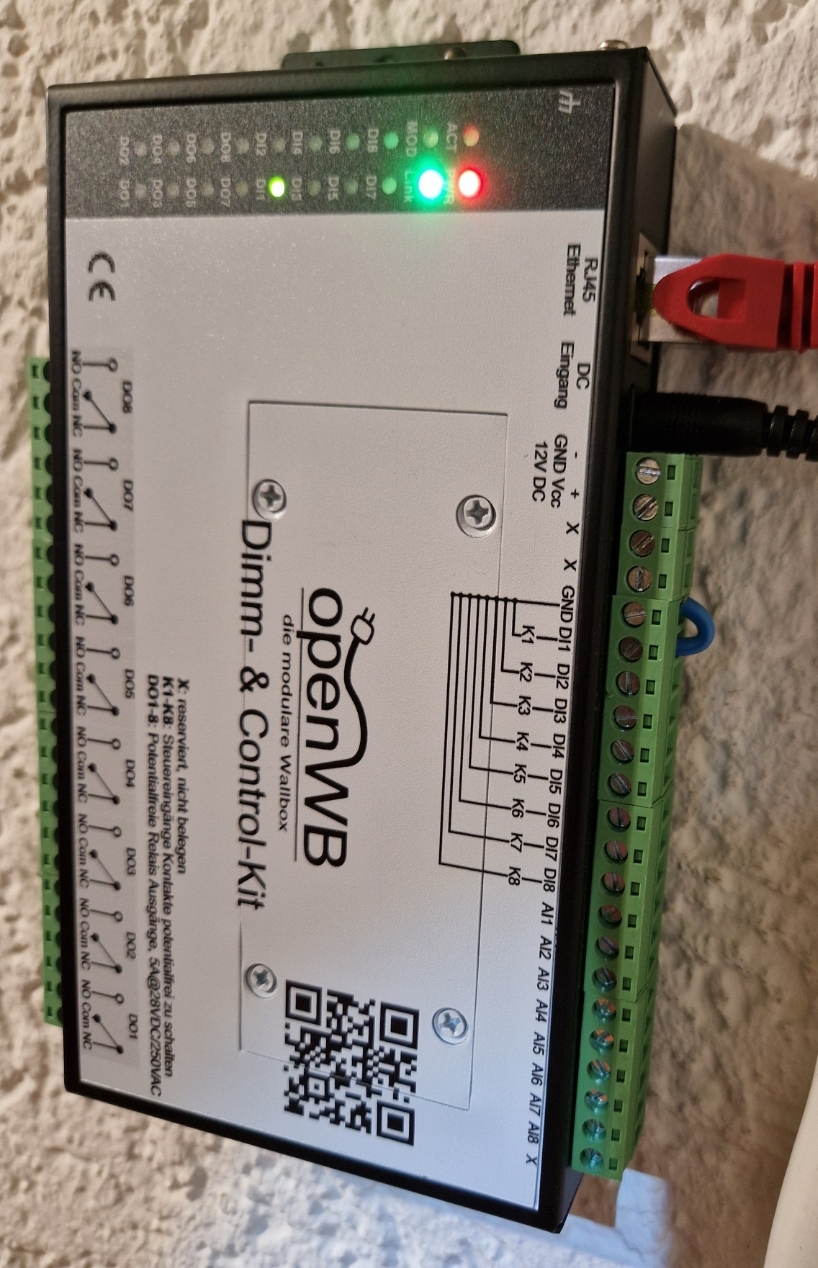 ACT MOD DI8 DI6 DI4 DI2 DO8 DO6 DO4 DO2
PWR Link DI7 DI5 DI3 DI1 DO7 DO5 DO3 DO1
RJ45
Ethernet
DC
Eingang
- +
GND Vcc X X GND DI1 DI2 DI3 DI4 DI5 DI6 DI7 DI8 AI1 AI2 AI3 AI4 AI5 AI6 AI7 AI8 X
12V DC
K1 K2 K3 K4 K5 K6 K7 K8
openWB
die modulare Wallbox
Dimm- & Control-Kit
X: reserviert, nicht belegen
K1-K8: Steuereingänge Kontakte potentialfrei zu schalten
DO1-8: Potentialfreie Relais Ausgänge, 5A@28VDC/250VAC
CE
DO8 DO7 DO6 DO5 DO4 DO3 DO2 DO1
NO Com NC NO Com NC NO Com NC NO Com NC NO Com NC NO Com NC NO Com NC NO Com NC